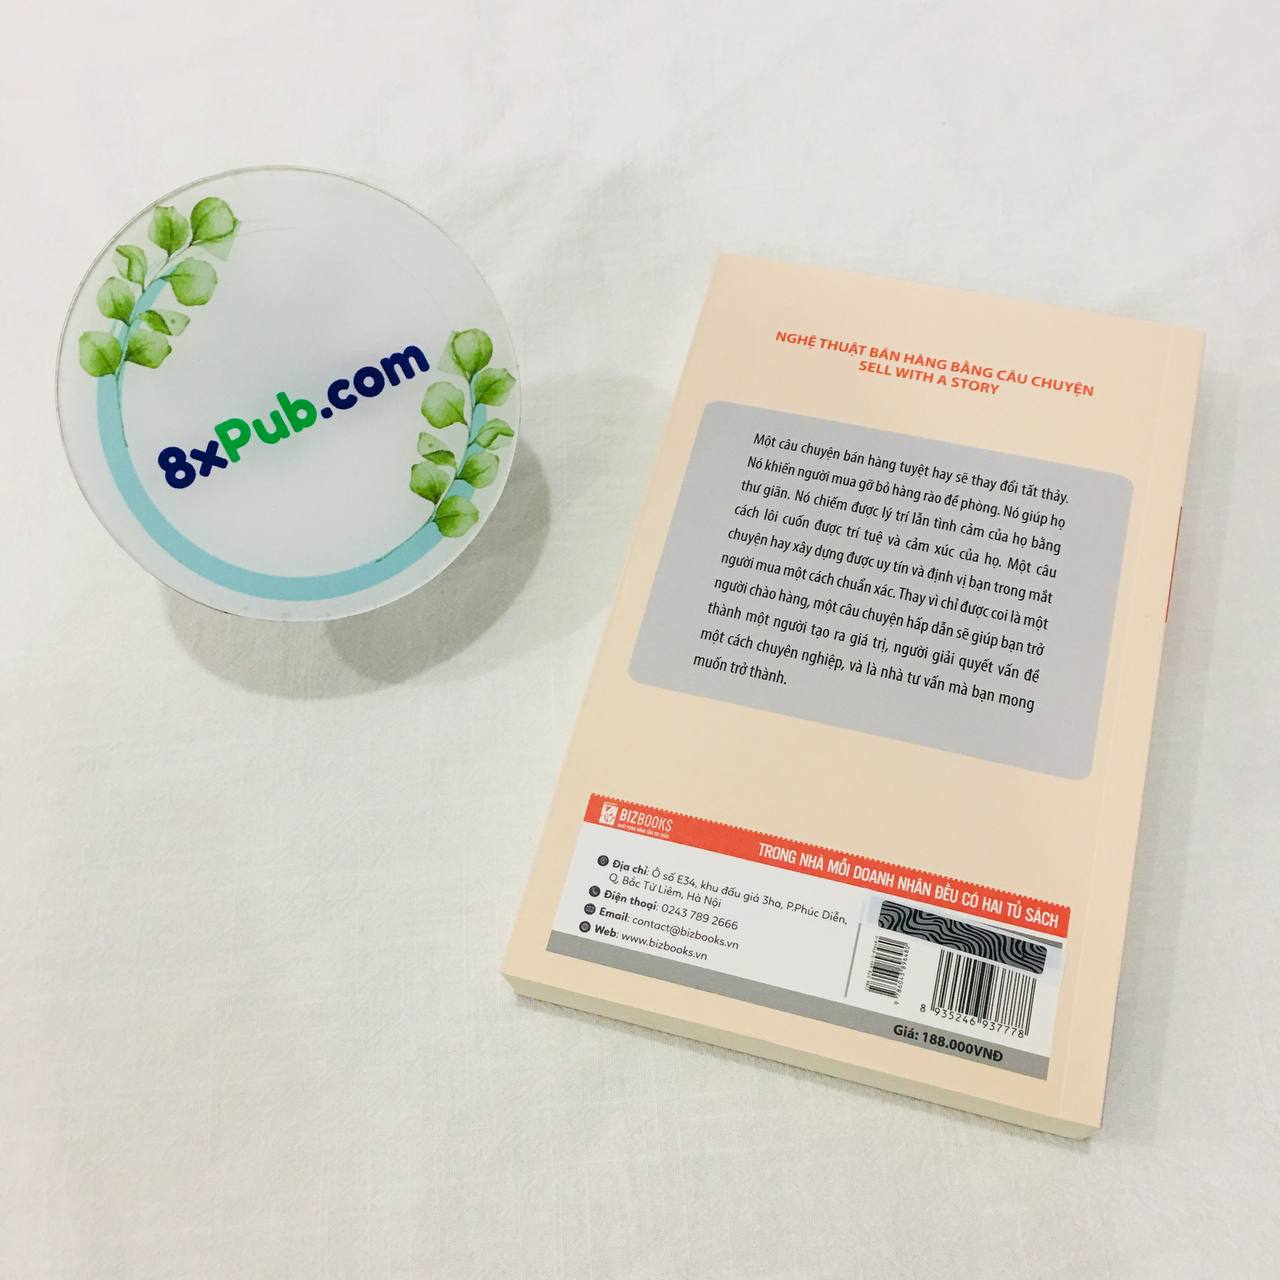 8xPub.com
NGHỆ THUẬT BÁN HÀNG BẰNG CÂU CHUYỆN
SELL WITH A STORY
Một câu chuyện bán hàng tuyệt hay sẽ thay đổi tất thảy.
Nó khiến người mua gỡ bỏ hàng rào đề phòng. Nó giúp họ
thư giãn. Nó chiếm được lý trí lẫn tình cảm của họ bằng
cách lôi cuốn được trí tuệ và cảm xúc của họ. Một câu
chuyện hay xây dựng được uy tín và định vị bạn trong mắt
người mua một cách chuẩn xác. Thay vì chỉ được coi là một
người chào hàng, một câu chuyện hấp dẫn sẽ giúp bạn trở
thành một người tạo ra giá trị, người giải quyết vấn đề
một cách chuyên nghiệp, và là nhà tư vấn mà bạn mong
muốn trở thành.
BIZBOOKS
TRONG NHÀ MỖI DOANH NHÂN ĐỀU CÓ HAI TỦ SÁCH
Địa chỉ: Ô số E34, khu đấu giá 3ha, P.Phúc Diễn,
Q. Bắc Từ Liêm, Hà Nội
Điện thoại: 0243 789 2666
Email: contact@bizbooks.vn
Web: www.bizbooks.vn
8 935246 937778
Giá: 188.000VNĐ